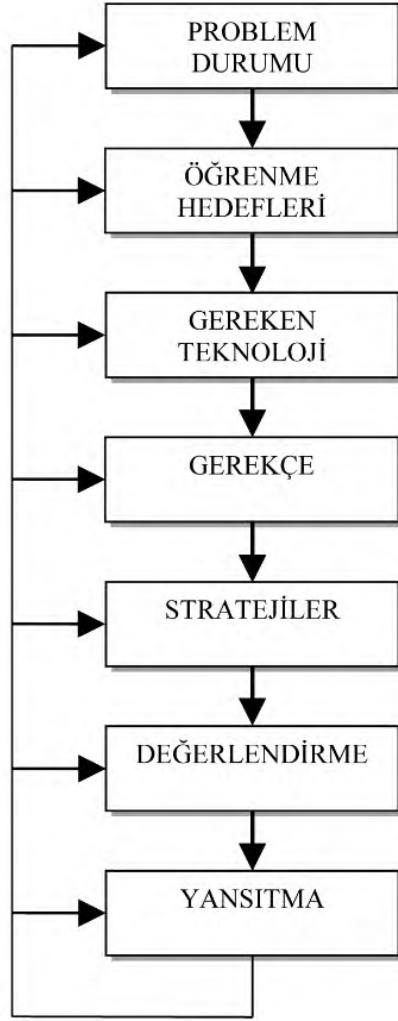 PROBLEM
DURUMU
ÖĞRENME
HEDEFLERİ
GEREKEN
TEKNOLOJİ
GEREKÇE
STRATEJİLER
DEĞERLENDİRME
YANSITMA